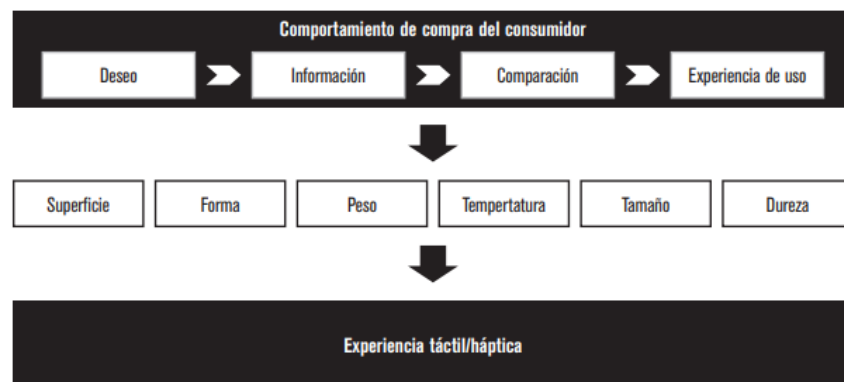 Comportamiento de compra del consumidor
Deseo
Información
Comparación
Experiencia de uso
Superficie
Forma
Peso
Tempertatura
Tamaño
Dureza
Experiencia táctil/háptica